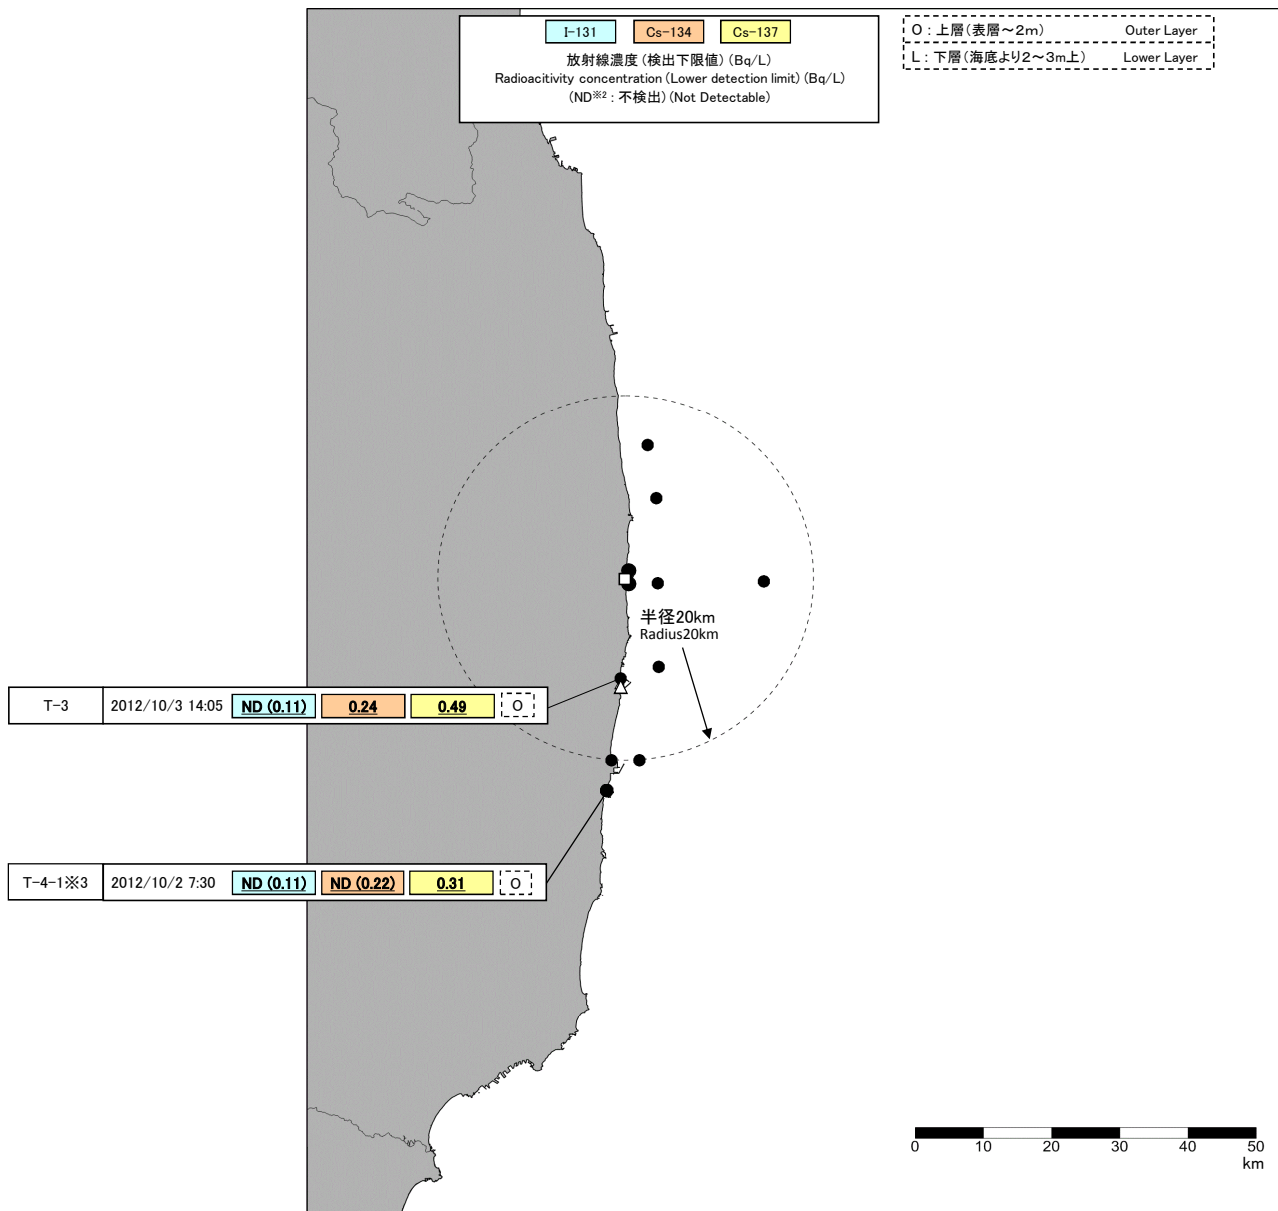 I-131 Cs-134 Cs-137
放射線濃度(検出下限値)(Bq/L)
Radioacitivity concentration(Lower detection limit)(Bq/L)
(ND※2:不検出)(Not Detectable)
O:上層(表層~2m) Outer Layer
L:下層(海底より2~3m上) Lower Layer
半径20km
Radius20km
T-3 2012/10/3 14:05 ND (0.11) 0.24 0.49 O
T-4-1※3 2012/10/2 7:30 ND (0.11) ND (0.22) 0.31 O
0 10 20 30 40 50
km